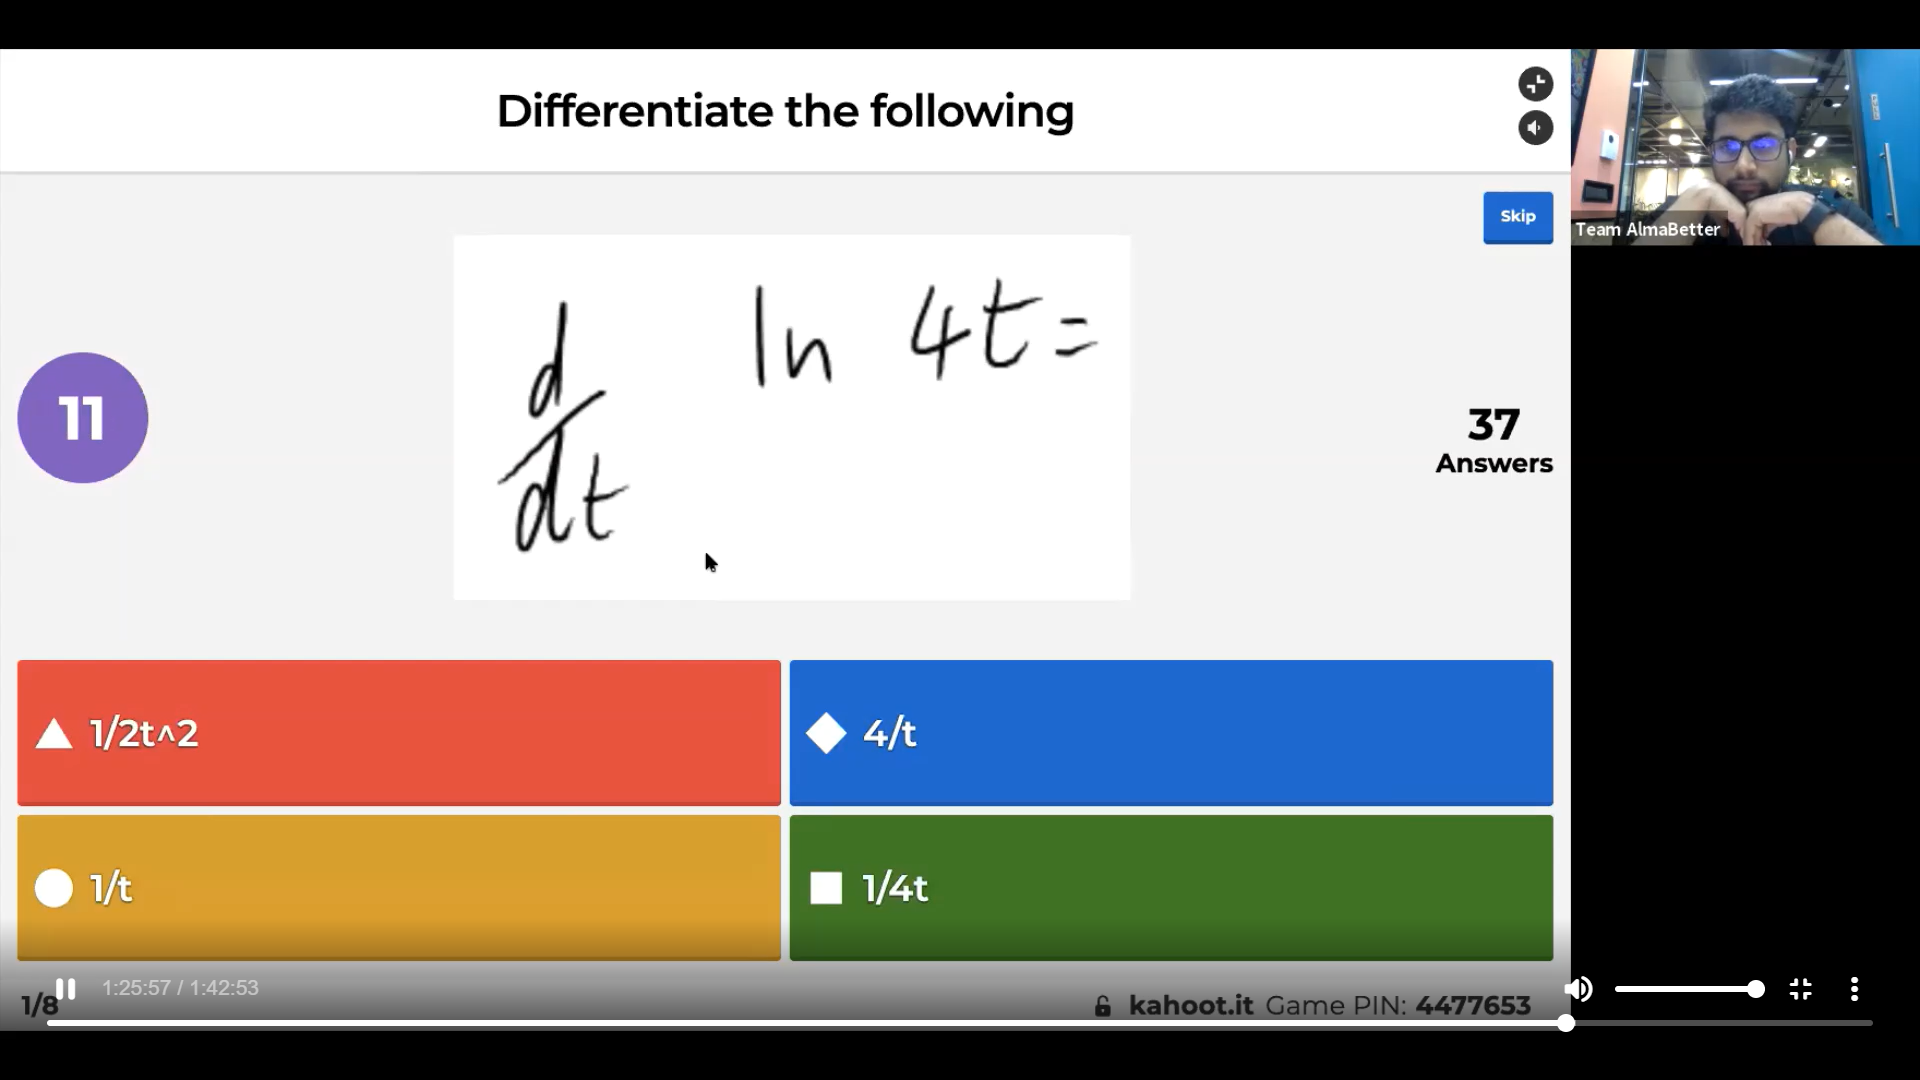 Differentiate the following
Skip
Team AlmaBetter
d/dt ln 4t=
11
37
Answers
1/2t^2
4/t
1/t
1/4t
1:25:57 / 1:42:53
1/8
kahoot.it Game PIN: 4477653